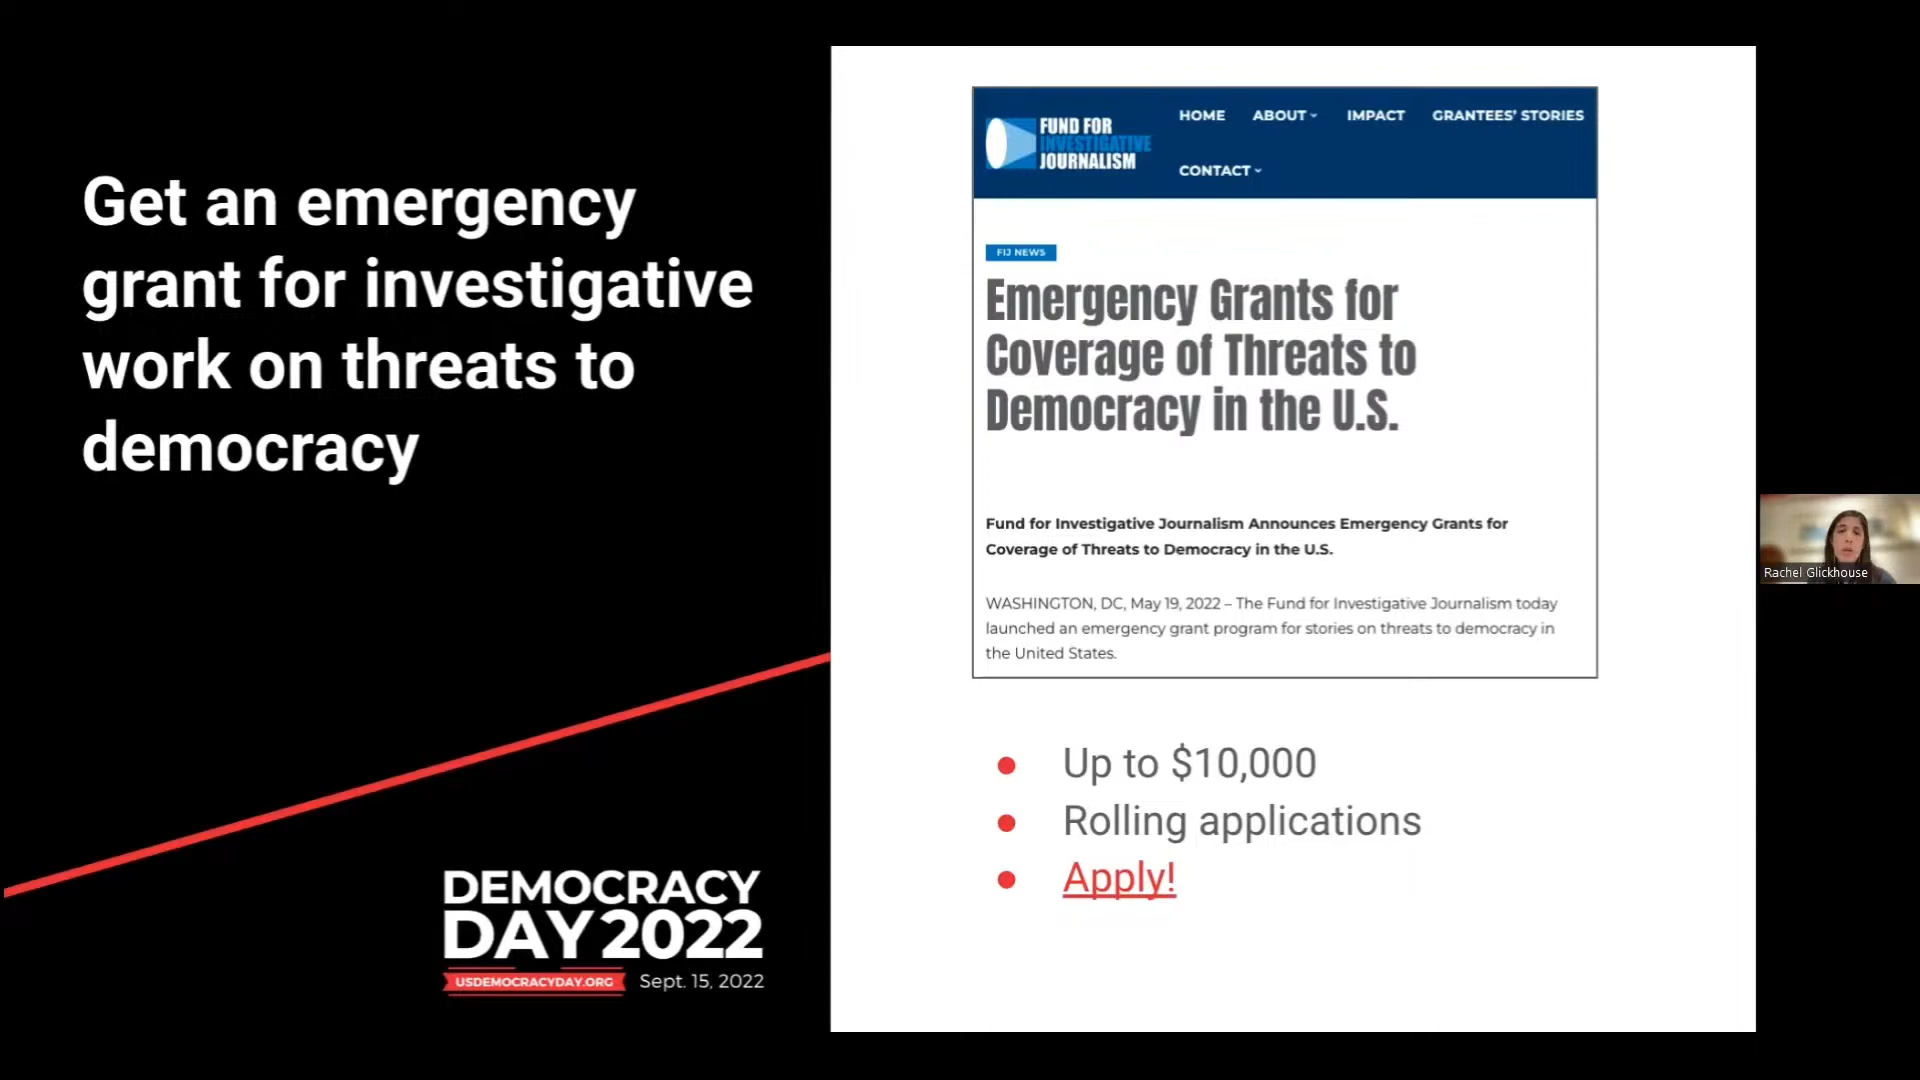 Get an emergency
grant for investigative
work on threats to
democracy
DEMOCRACY
DAY 2022
USDEMOCRACYDAY.ORG Sept. 15, 2022
FUND FOR
INVESTIGATIVE
JOURNALISM
HOME ABOUT IMPACT GRANTEES' STORIES
CONTACT
FIJ NEWS
Emergency Grants for
Coverage of Threats to
Democracy in the U.S.
Fund for Investigative Journalism Announces Emergency Grants for
Coverage of Threats to Democracy in the U.S.
WASHINGTON, DC, May 19, 2022 – The Fund for Investigative Journalism today
launched an emergency grant program for stories on threats to democracy in
the United States.
● Up to $10,000
● Rolling applications
● Apply!
Rachel Glickhouse